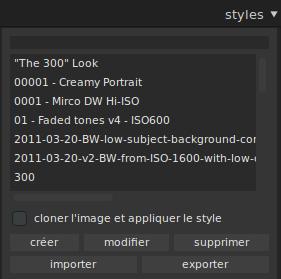 styles
"The 300" Look
00001 - Creamy Portrait
0001 - Mirco DW Hi-ISO
01 - Faded tones v4 - ISO600
2011-03-20-BW-low-subject-background-con
2011-03-20-v2-BW-from-ISO-1600-with-low-c
300
cloner l'image et appliquer le style
créer modifier supprimer
importer exporter